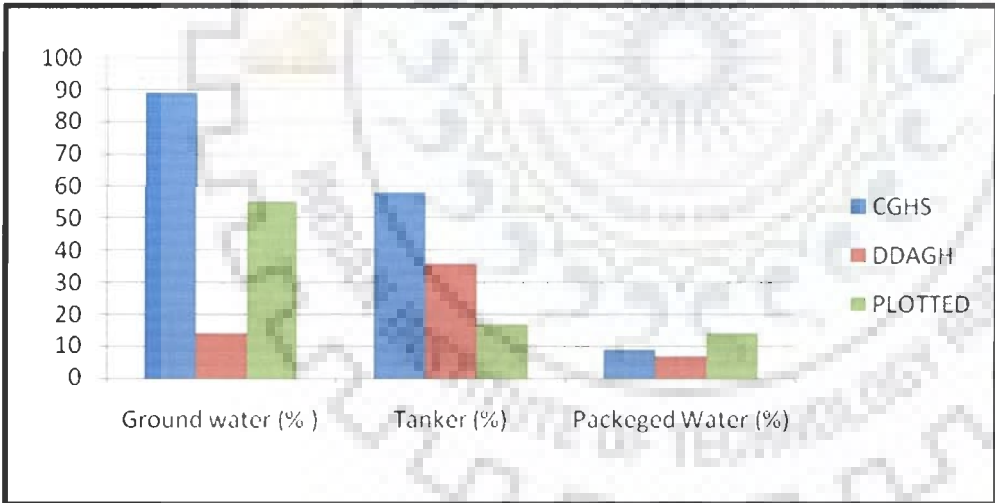 100
90
80
70
60
50
40
30
20
10
0
Ground water (% )
Tanker (%)
Packeged Water (%)
CGHS
DDAGH
PLOTTED